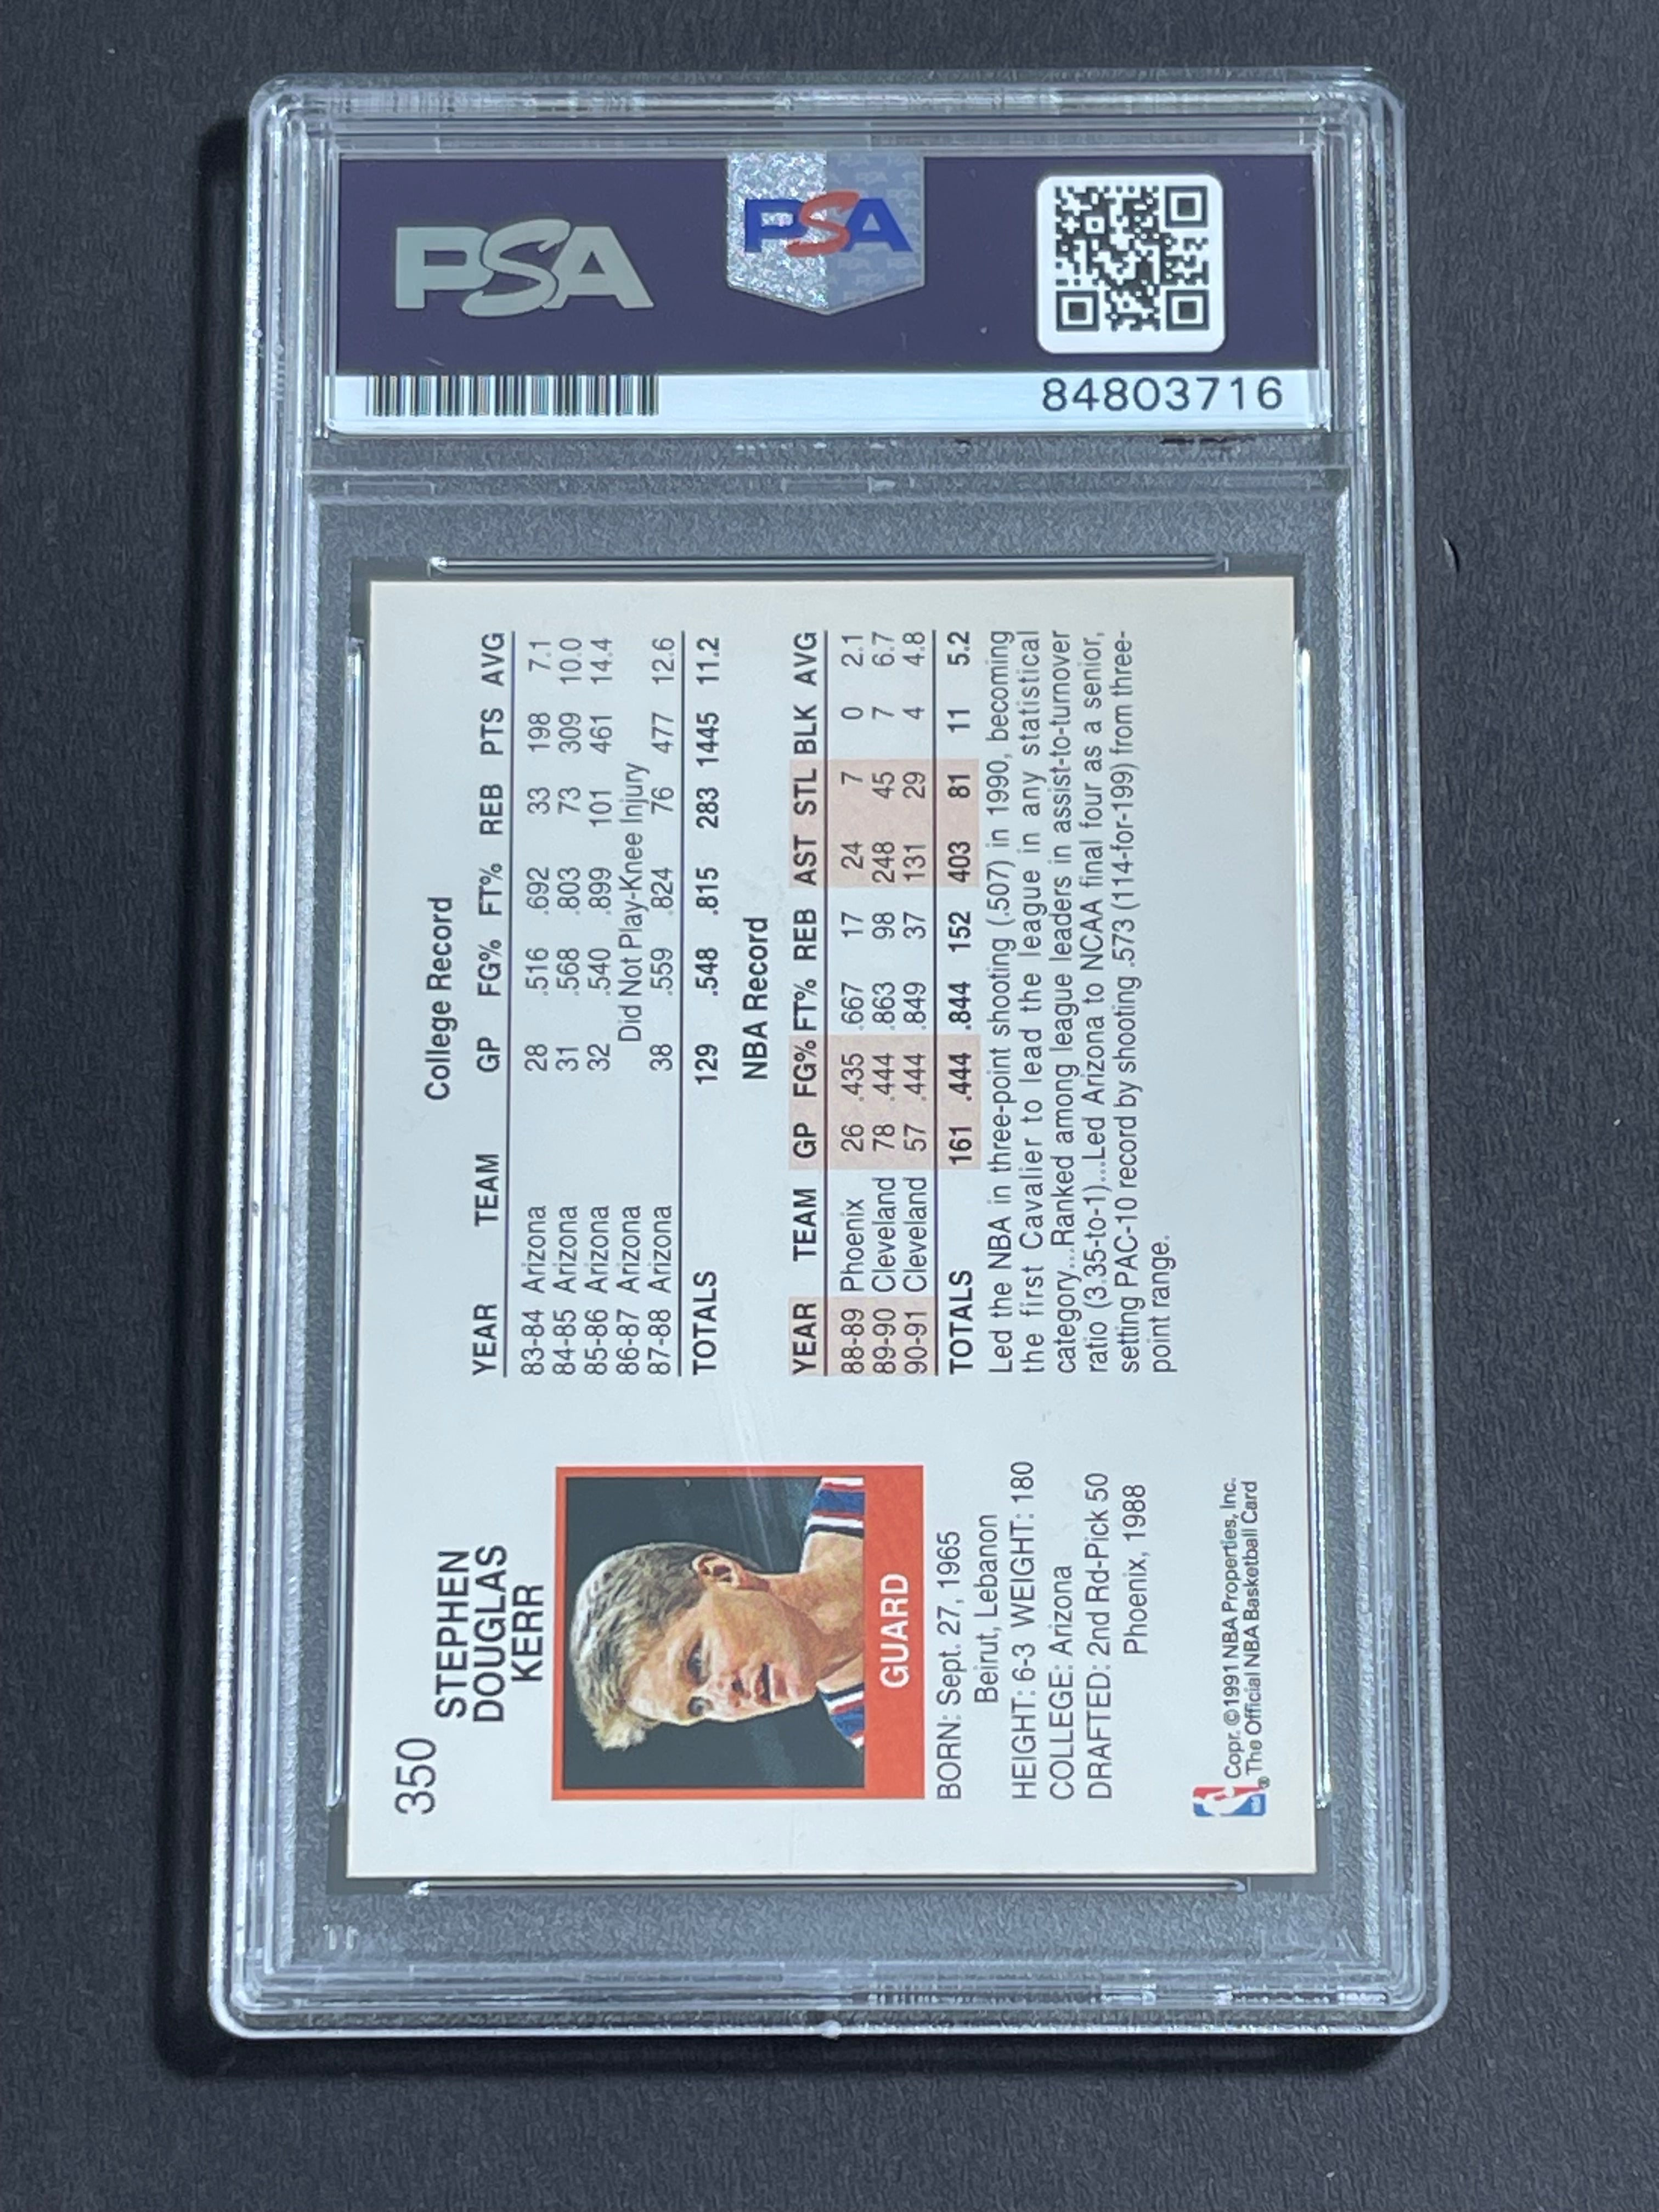 PSA
PSA
84803716
350
STEPHEN
DOUGLAS
KERR
GUARD
BORN: Sept. 27, 1965
Beirut, Lebanon
HEIGHT: 6-3 WEIGHT: 180
COLLEGE: Arizona
DRAFTED: 2nd Rd-Pick 50
Phoenix, 1988
Copr. © 1991 NBA Properties, Inc.
® The Official NBA Basketball Card
College Record
YEAR TEAM GP FG% FT% REB PTS AVG
83-84 Arizona 28 .516 .692 33 198 7.1
84-85 Arizona 31 .568 .803 73 309 10.0
85-86 Arizona 32 .540 .899 101 461 14.4
86-87 Arizona Did Not Play-Knee Injury
87-88 Arizona 38 .559 .824 76 477 12.6
TOTALS 129 .548 .815 283 1445 11.2
NBA Record
YEAR TEAM GP FG% FT% REB AST STL BLK AVG
88-89 Phoenix 26 .435 .667 17 24 7 0 2.1
89-90 Cleveland 78 .444 .863 98 248 45 7 6.7
90-91 Cleveland 57 .444 .849 37 131 29 4 4.8
TOTALS 161 .444 .844 152 403 81 11 5.2
Led the NBA in three-point shooting (.507) in 1990, becoming
the first Cavalier to lead the league in any statistical
category...Ranked among league leaders in assist-to-turnover
ratio (3.35-to-1)...Led Arizona to NCAA final four as a senior,
setting PAC-10 record by shooting .573 (114-for-199) from three-
point range.